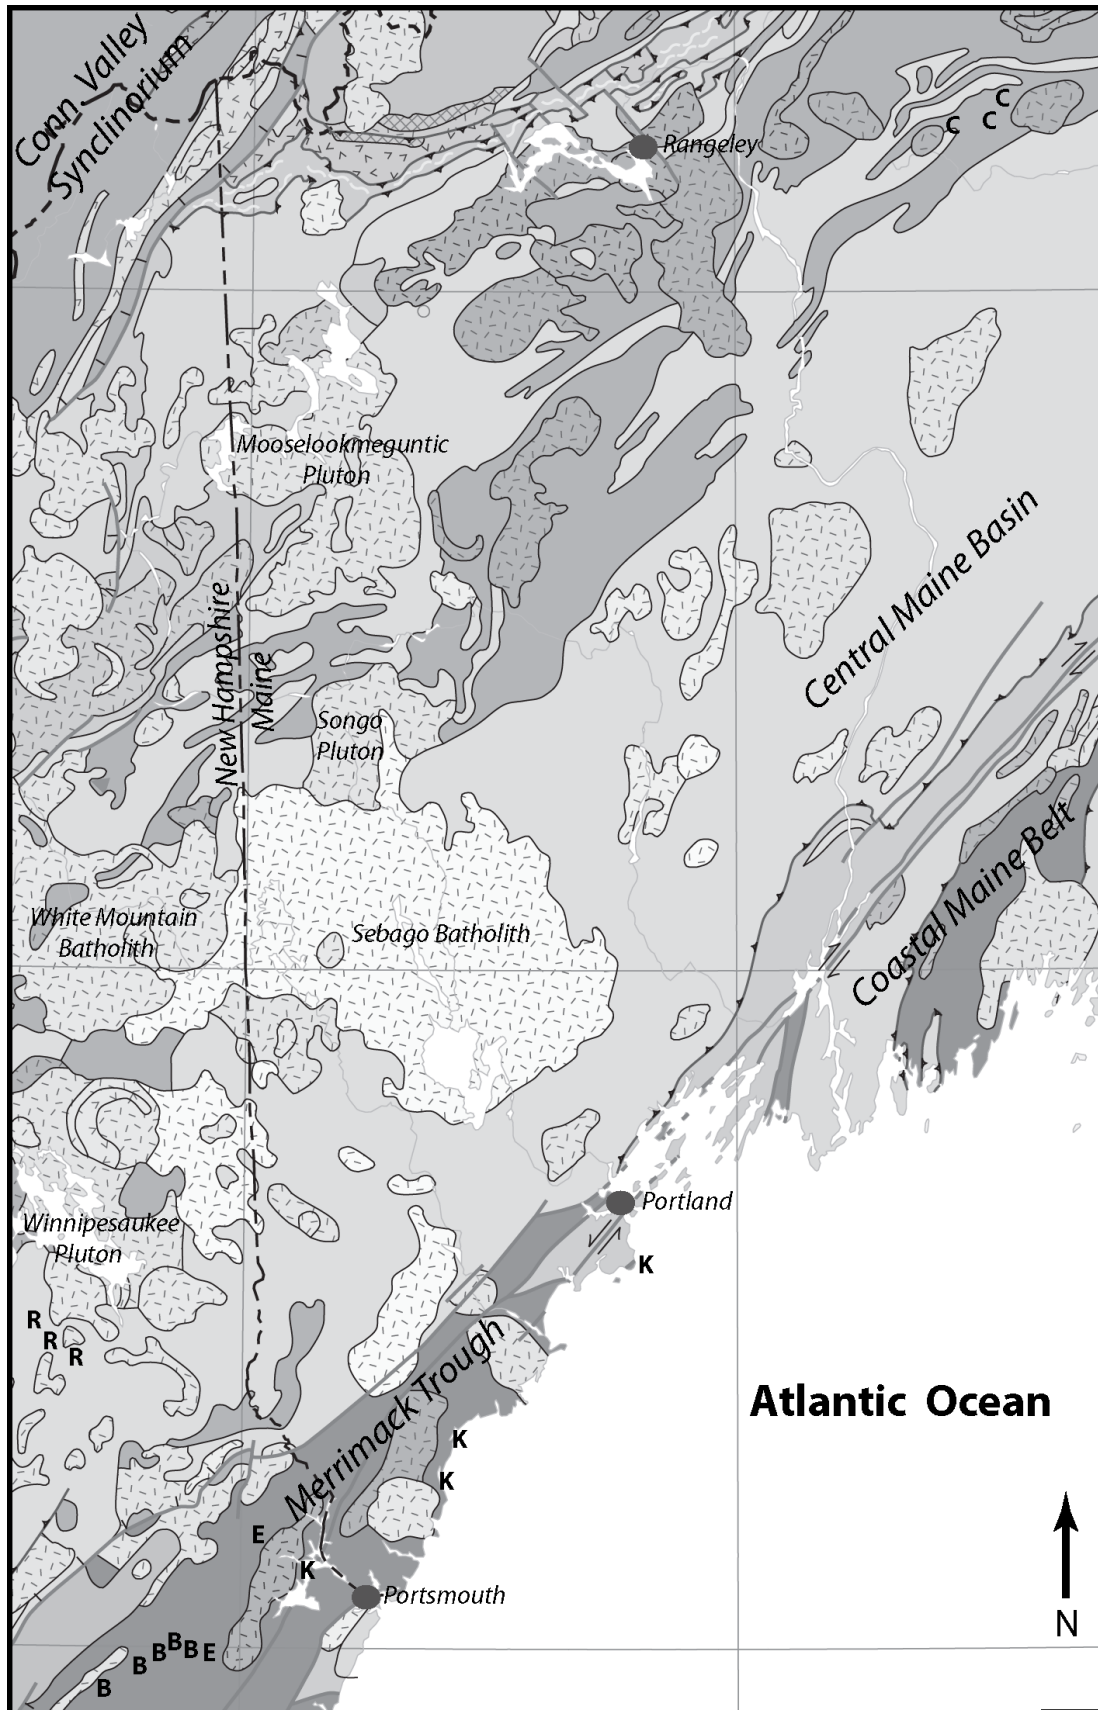 Conn Valley
Synclinorium
C
C
C
Rangeley
Mooselookmeguntic
Pluton
Central Maine Basin
New Hampshire
Maine
Songo
Pluton
Coastal Maine Belt
White Mountain
Batholith
Sebago Batholith
Portland
Winnipesaukee
Pluton
K
R
R
R
Merrimack Trough
Atlantic Ocean
K
K
E
K
Portsmouth
N
B
B
B
B
B
E